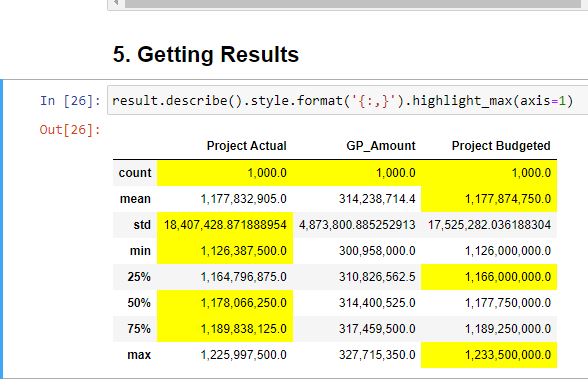 5. Getting Results
In [26]: result.describe().style.format('{:,}').highlight_max(axis=1)
Out[26]:
Project Actual GP_Amount Project Budgeted
count 1,000.0 1,000.0 1,000.0
mean 1,177,832,905.0 314,238,714.4 1,177,874,750.0
std 18,407,428.871888954 4,873,800.885252913 17,525,282.036188304
min 1,126,387,500.0 300,958,000.0 1,126,000,000.0
25% 1,164,796,875.0 310,826,562.5 1,166,000,000.0
50% 1,178,066,250.0 314,400,525.0 1,177,750,000.0
75% 1,189,838,125.0 317,459,500.0 1,189,250,000.0
max 1,225,997,500.0 327,715,350.0 1,233,500,000.0